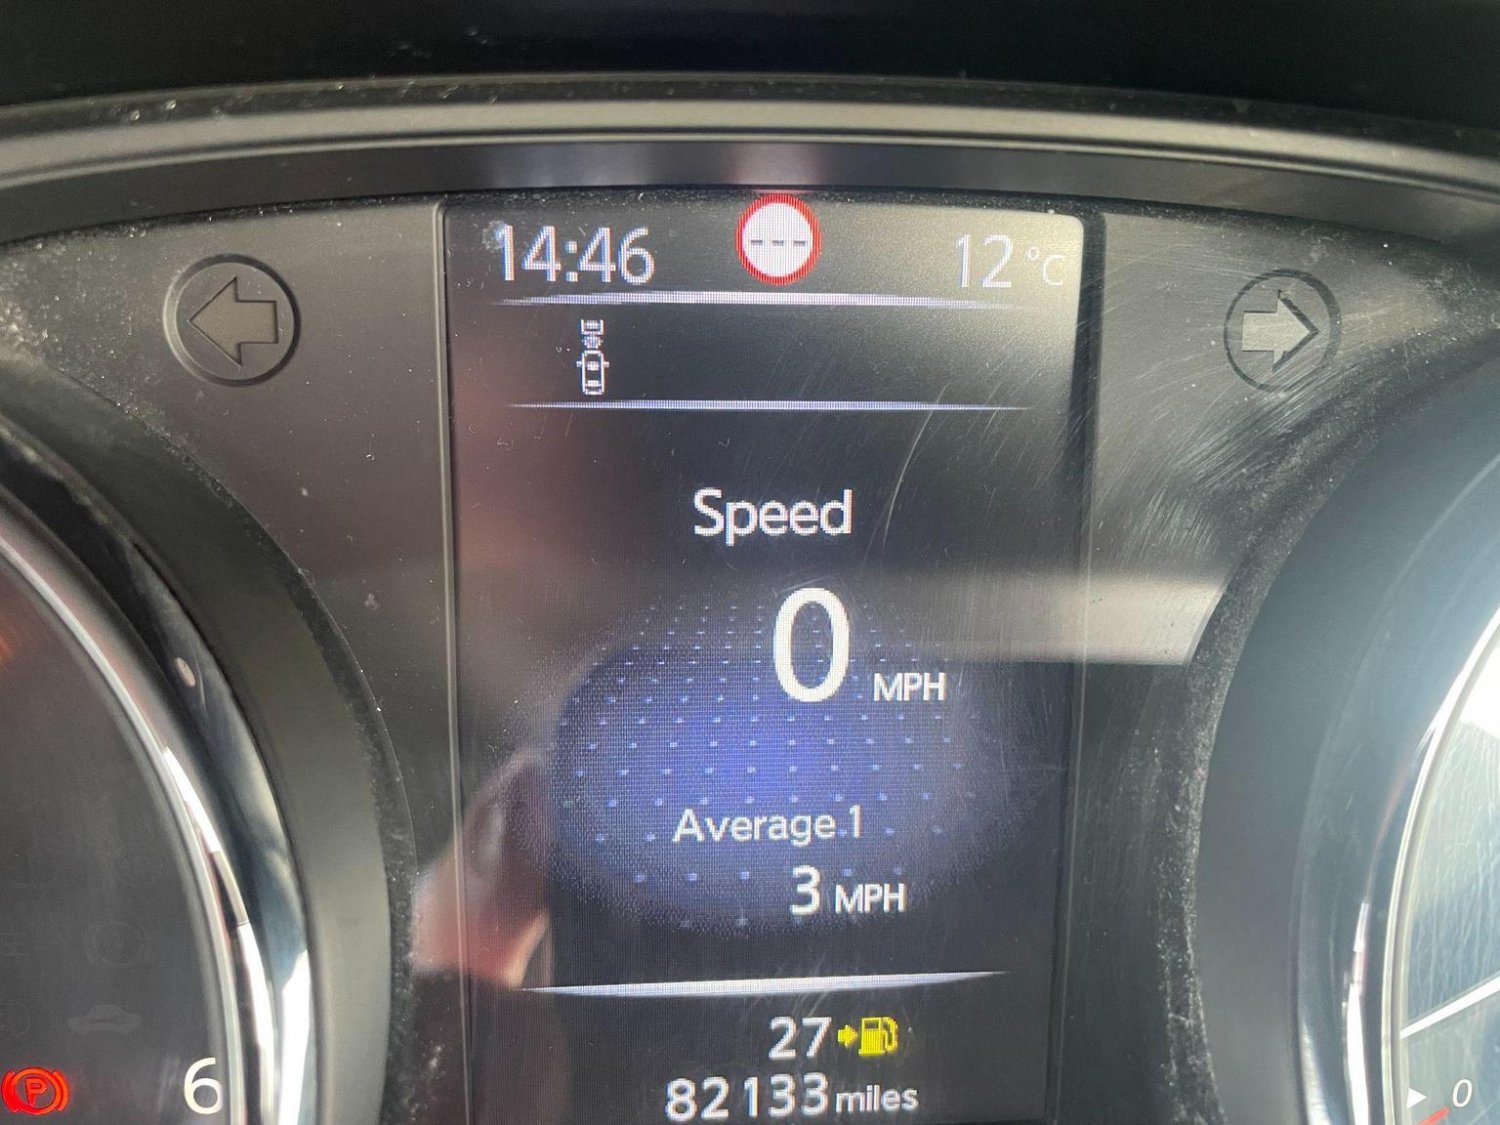 14:46 --- 12 °C
Speed
0 MPH
Average 1
3 MPH
27
82133 miles
P
6
0